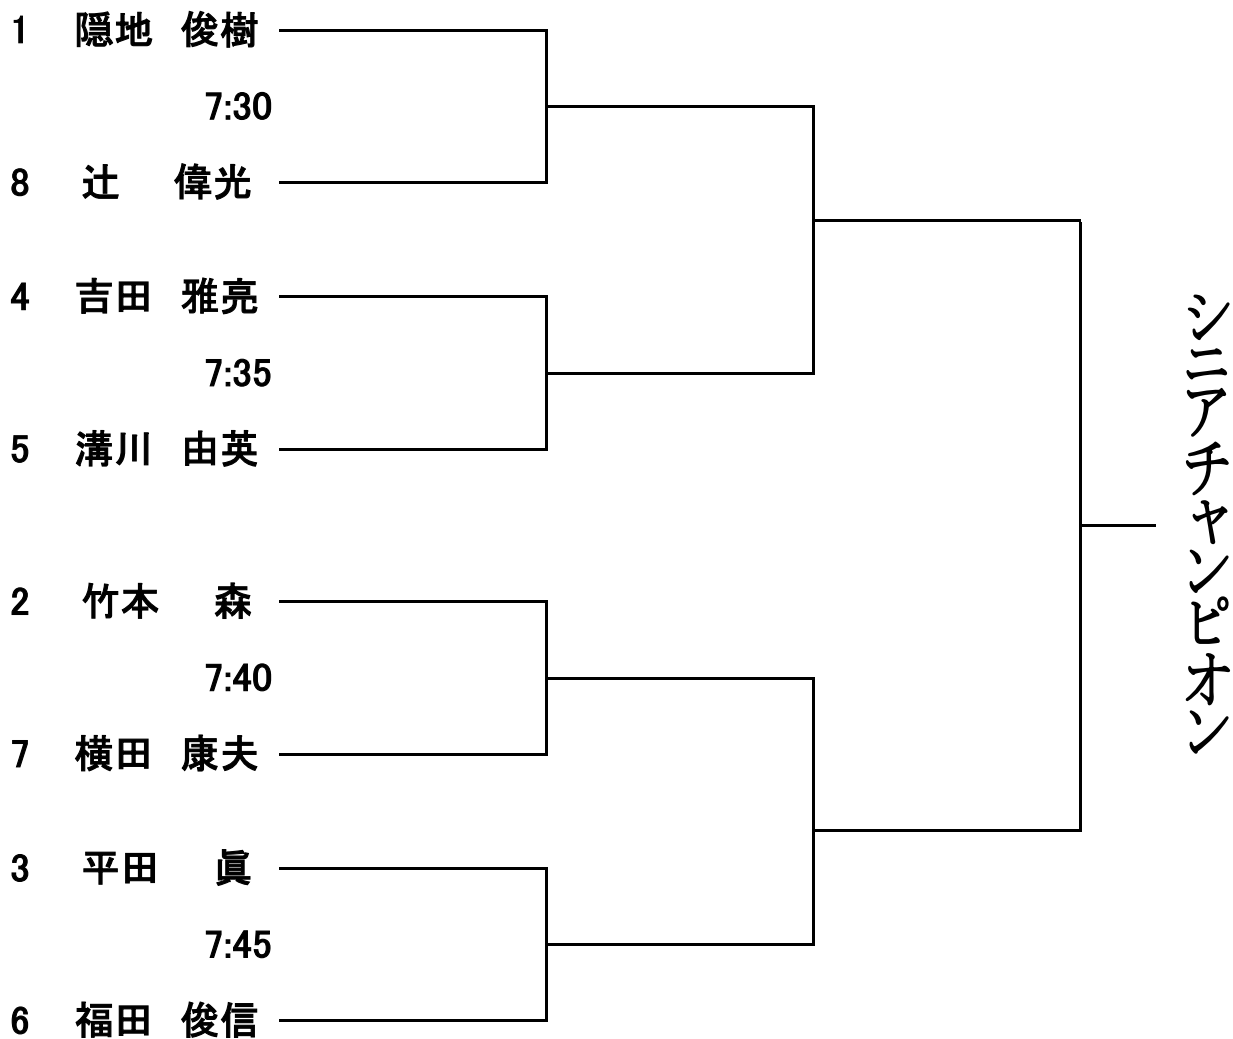 1 隠地 俊樹
7:30
8 辻 偉光
4 吉田 雅亮
7:35
5 溝川 由英
2 竹本 森
7:40
7 横田 康夫
3 平田 眞
7:45
6 福田 俊信
シニアチャンピオン